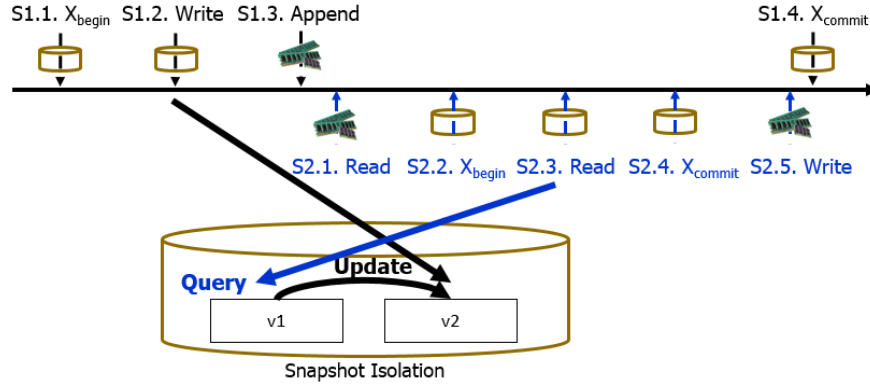 S1.1. Xbegin S1.2. Write S1.3. Append S1.4. Xcommit
S2.1. Read S2.2. Xbegin S2.3. Read S2.4. Xcommit S2.5. Write
Update
Query
v1 v2
Snapshot Isolation